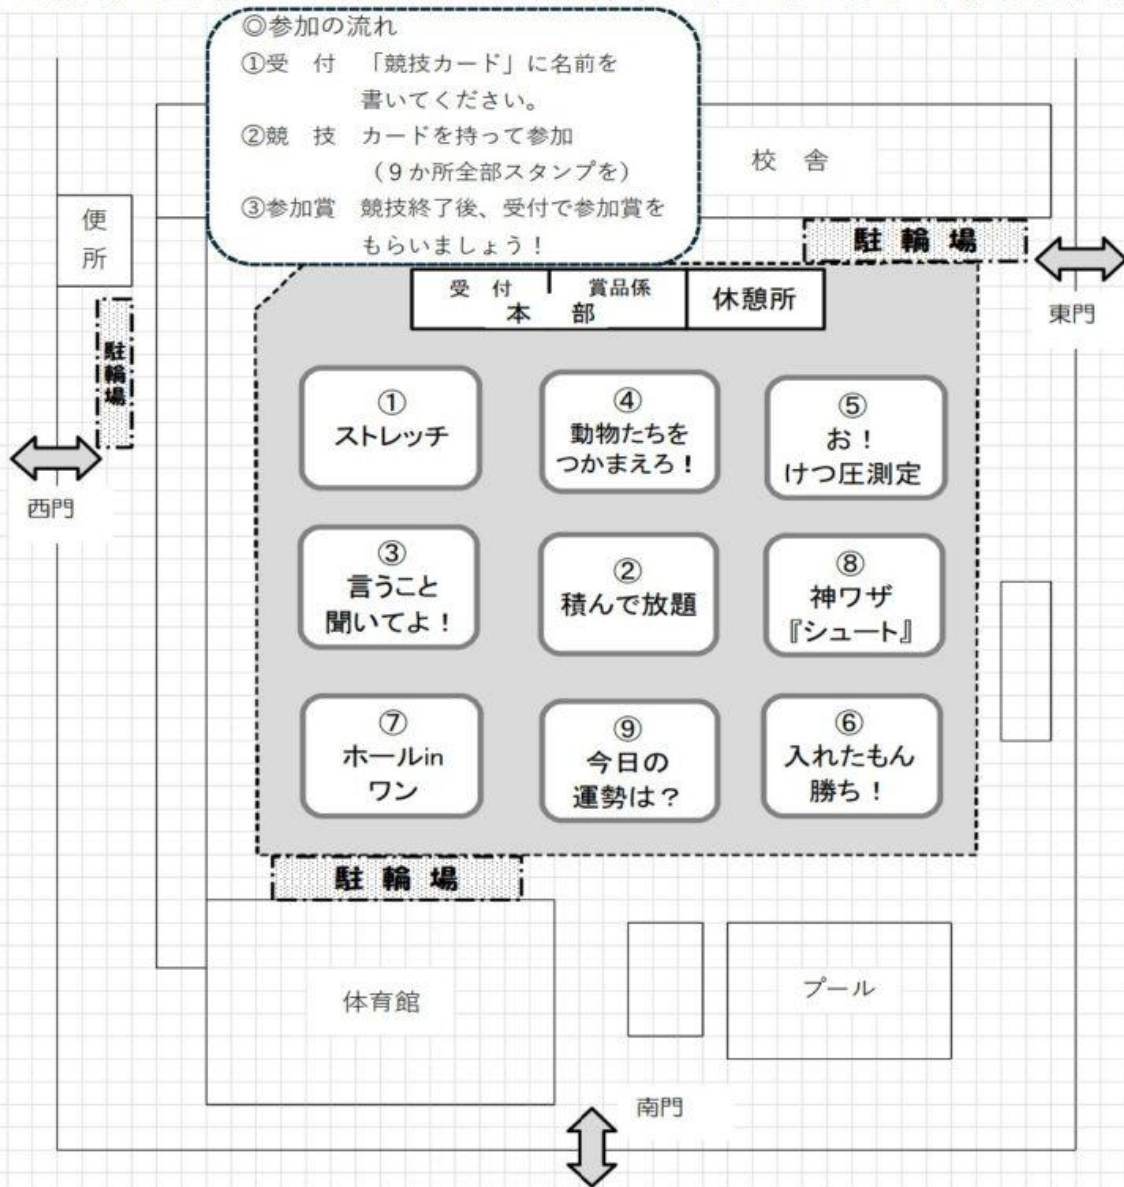 ◎参加の流れ
①受　付　「競技カード」に名前を
書いてください。
②競　技　カードを持って参加
（９か所全部スタンプを）
③参加賞　競技終了後、受付で参加賞を
もらいましょう！
校　舎
便
所
駐 輪 場
東門
受　付　賞品係
本　部
休憩所
駐
輪
場
西門
①
ストレッチ
④
動物たちを
つかまえろ！
⑤
お！
けつ圧測定
③
言うこと
聞いてよ！
②
積んで放題
⑧
神ワザ
『シュート』
⑦
ホールin
ワン
⑨
今日の
運勢は？
⑥
入れたもん
勝ち！
駐 輪 場
体育館
プール
南門